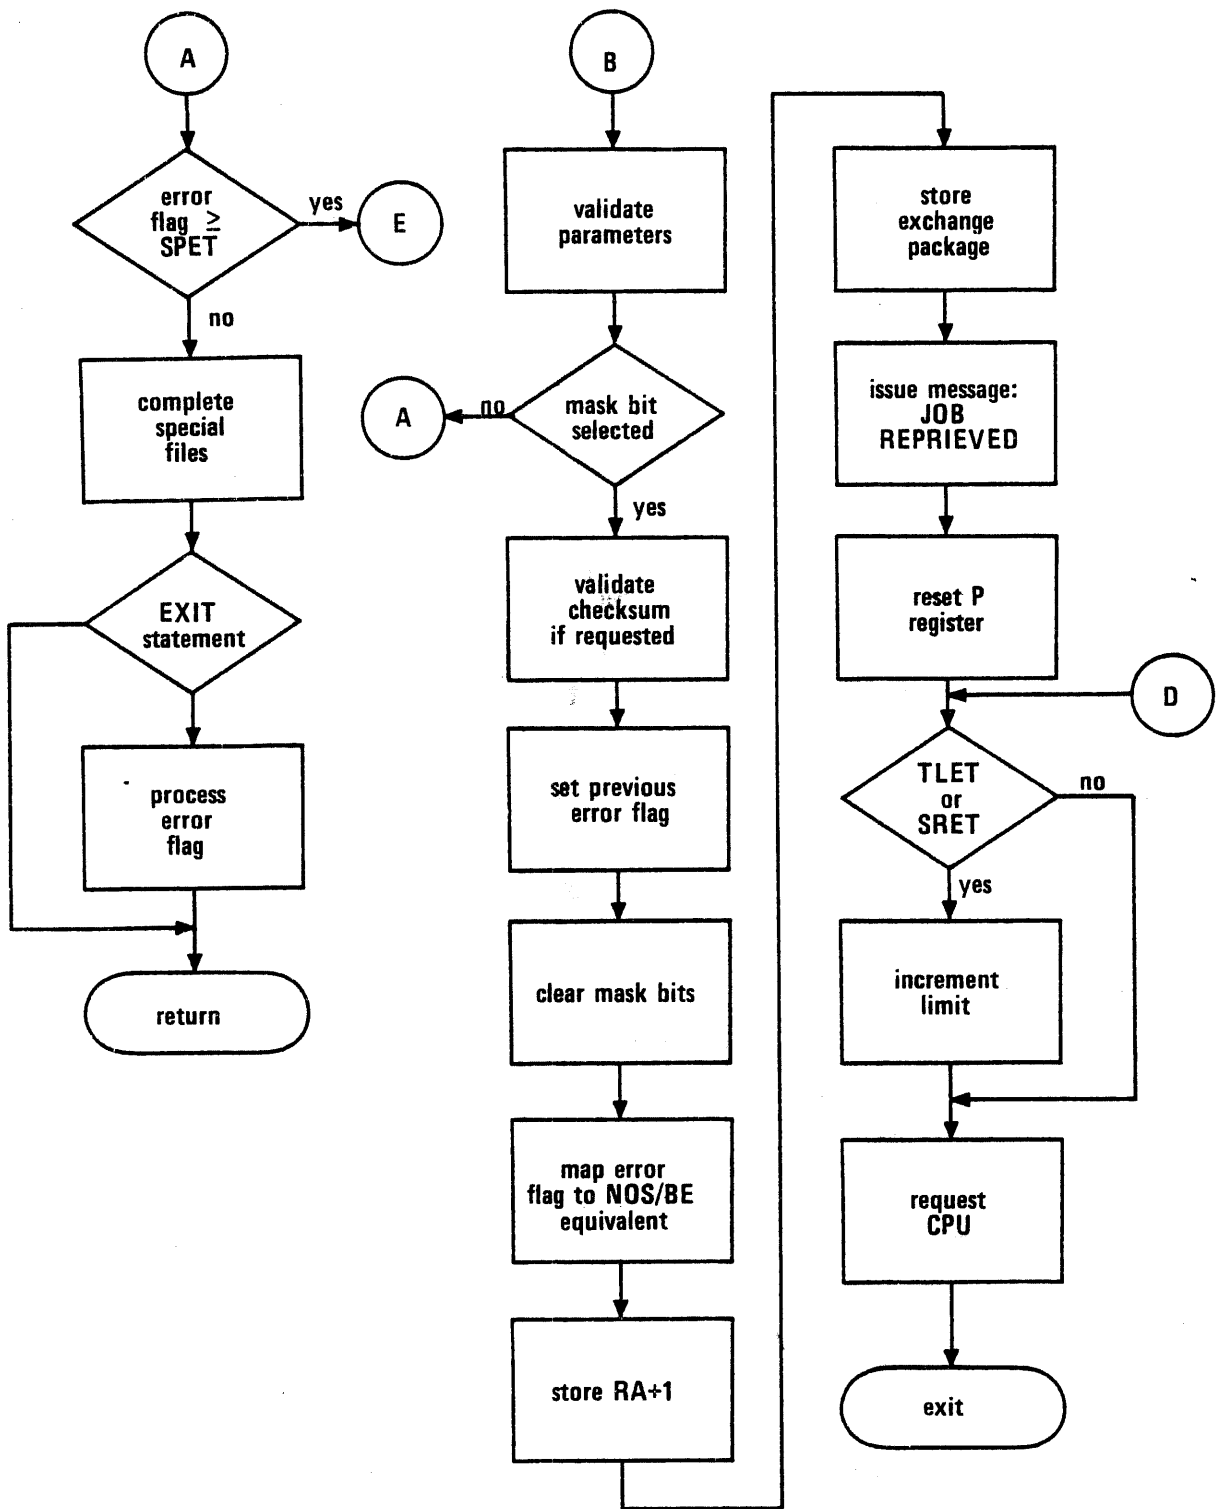 A
error
flag ≥
SPET
yes
E
no
complete
special
files
EXIT
statement
process
error
flag
return
B
validate
parameters
mask bit
selected
no
A
yes
validate
checksum
if requested
set previous
error flag
clear mask bits
map error
flag to NOS/BE
equivalent
store RA+1
store
exchange
package
issue message:
JOB
REPRIEVED
reset P
register
D
TLET
or
SRET
no
yes
increment
limit
request
CPU
exit